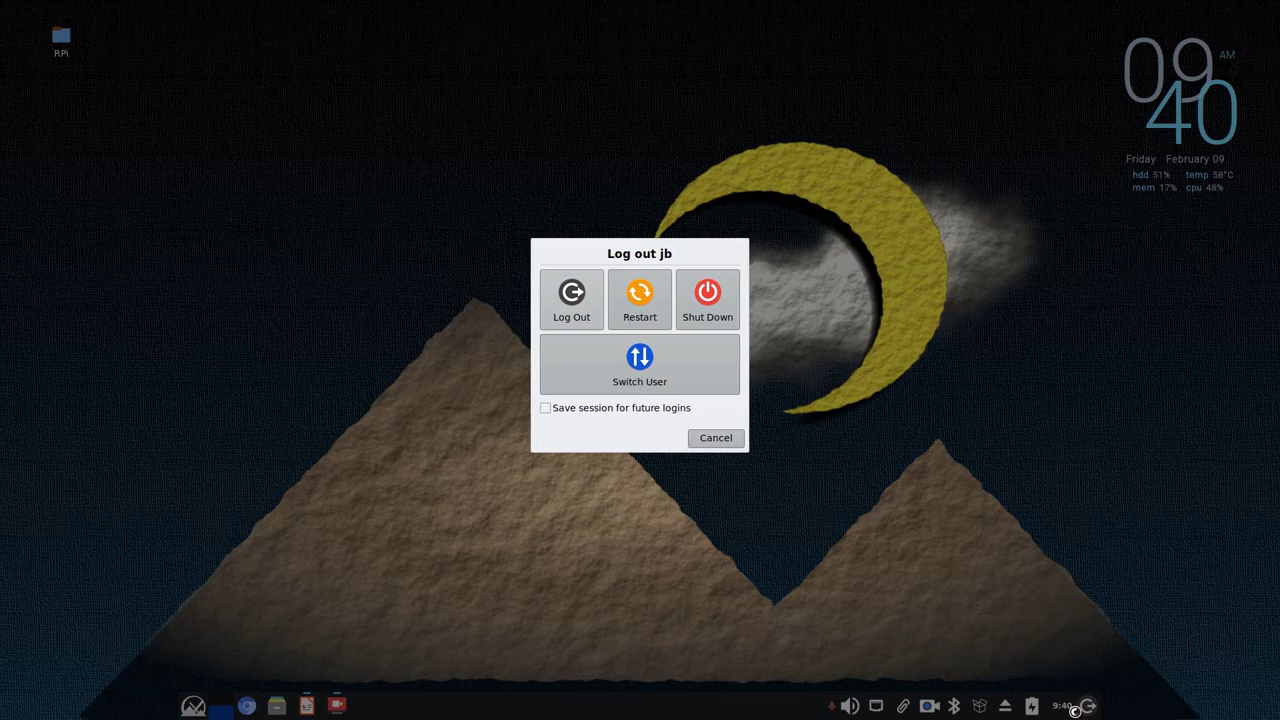 RPi
09 AM
40
Friday February 09
hdd 51% temp 58°C
mem 17% cpu 48%
Log out jb
Log Out Restart Shut Down
Switch User
Save session for future logins
Cancel
9:40